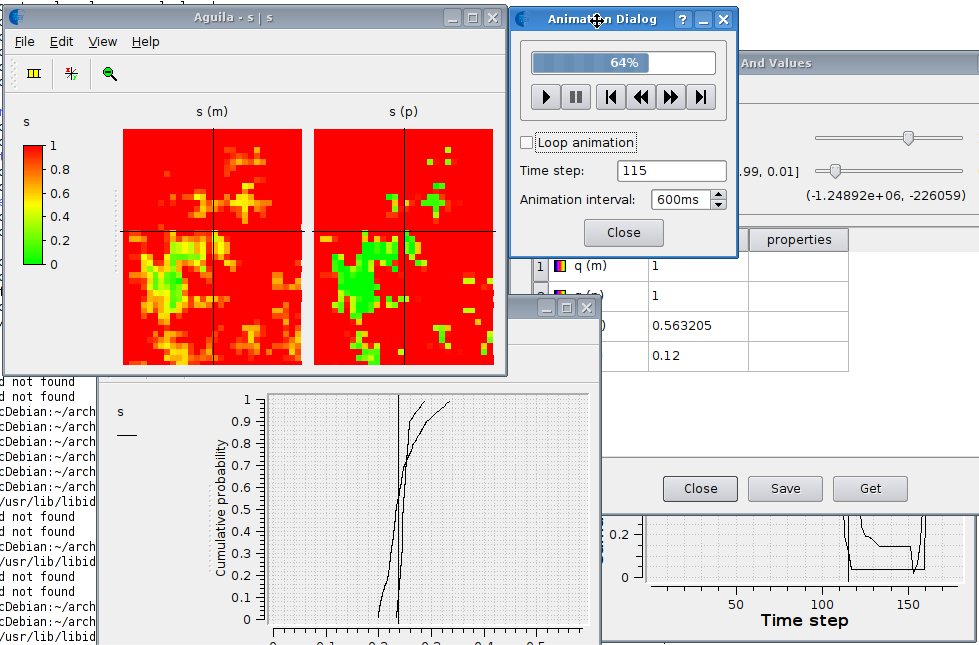 Aguila - s | s
File Edit View Help
s
1
0.8
0.6
0.4
0.2
0
s (m)
s (p)
Animation Dialog
?
64%
Loop animation
Time step: 115
Animation interval: 600ms
Close
And Values
.99, 0.01]
(-1.24892e+06, -226059)
properties
1 q (m) 1
1
) 0.563205
0.12
Close Save Get
d not found
d not found
cDebian:~/arch
cDebian:~/arch
cDebian:~/arch
cDebian:~/arch
cDebian:~/arch
cDebian:~/arch
/usr/lib/libid
d not found
d not found
cDebian:~/arch
/usr/lib/libid
d not found
d not found
cDebian:~/arch
cDebian:~/arch
/usr/lib/libid
s
Cumulative probability
1
0.9
0.8
0.7
0.6
0.5
0.4
0.3
0.2
0.1
0
0.2
0
50 100 150
Time step